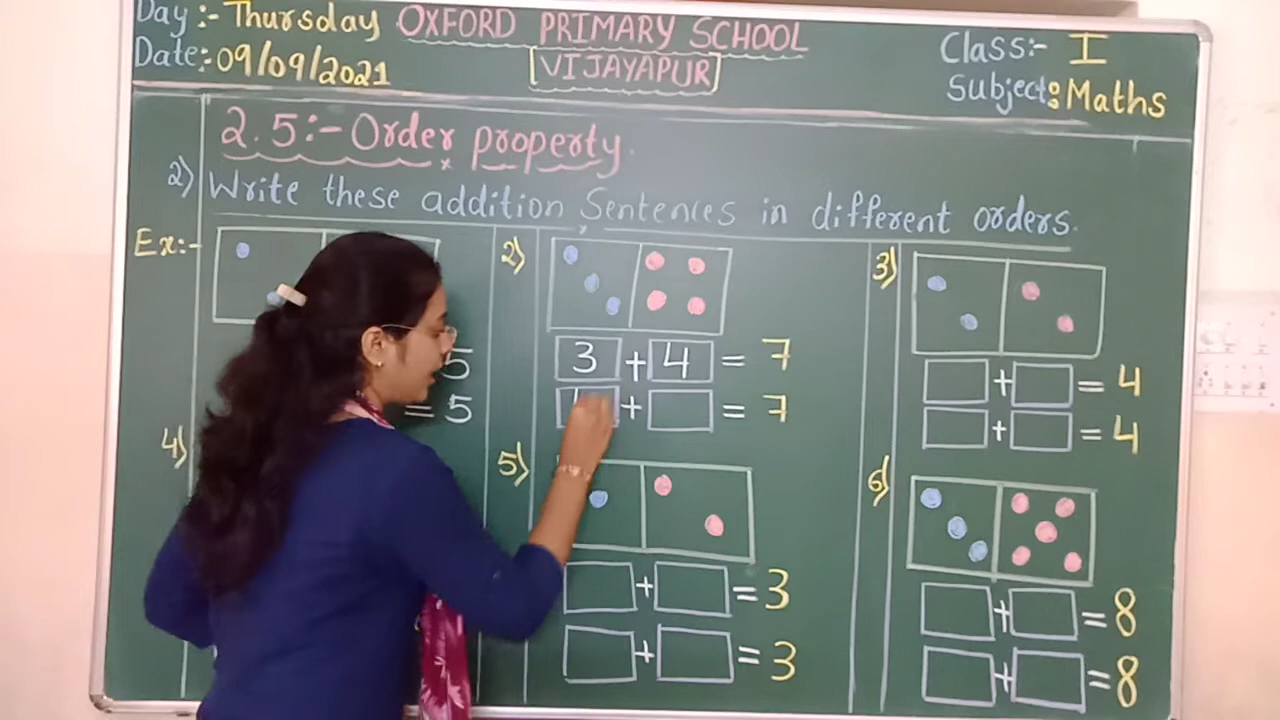 Day:- Thursday OXFORD PRIMARY SCHOOL Class:- I
Date:- 09/09/2021 [VIJAYAPUR] Subject: Maths
2.5:- Order property.
2) Write these addition Sentences in different orders.
Ex:-
5
= 5
2)
3 + 4 = 7
+ = 7
3)
+ = 4
+ = 4
4)
5)
+ = 3
+ = 3
6)
+ = 8
+ = 8